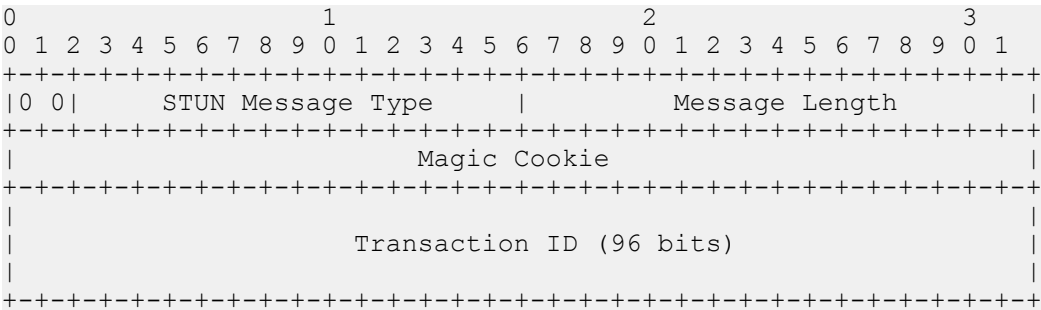 0                   1                   2                   3
0 1 2 3 4 5 6 7 8 9 0 1 2 3 4 5 6 7 8 9 0 1 2 3 4 5 6 7 8 9 0 1
+-+-+-+-+-+-+-+-+-+-+-+-+-+-+-+-+-+-+-+-+-+-+-+-+-+-+-+-+-+-+-+-+
|0 0|     STUN Message Type     |         Message Length        |
+-+-+-+-+-+-+-+-+-+-+-+-+-+-+-+-+-+-+-+-+-+-+-+-+-+-+-+-+-+-+-+-+
|                         Magic Cookie                          |
+-+-+-+-+-+-+-+-+-+-+-+-+-+-+-+-+-+-+-+-+-+-+-+-+-+-+-+-+-+-+-+-+
|                                                               |
|                     Transaction ID (96 bits)                  |
|                                                               |
+-+-+-+-+-+-+-+-+-+-+-+-+-+-+-+-+-+-+-+-+-+-+-+-+-+-+-+-+-+-+-+-+